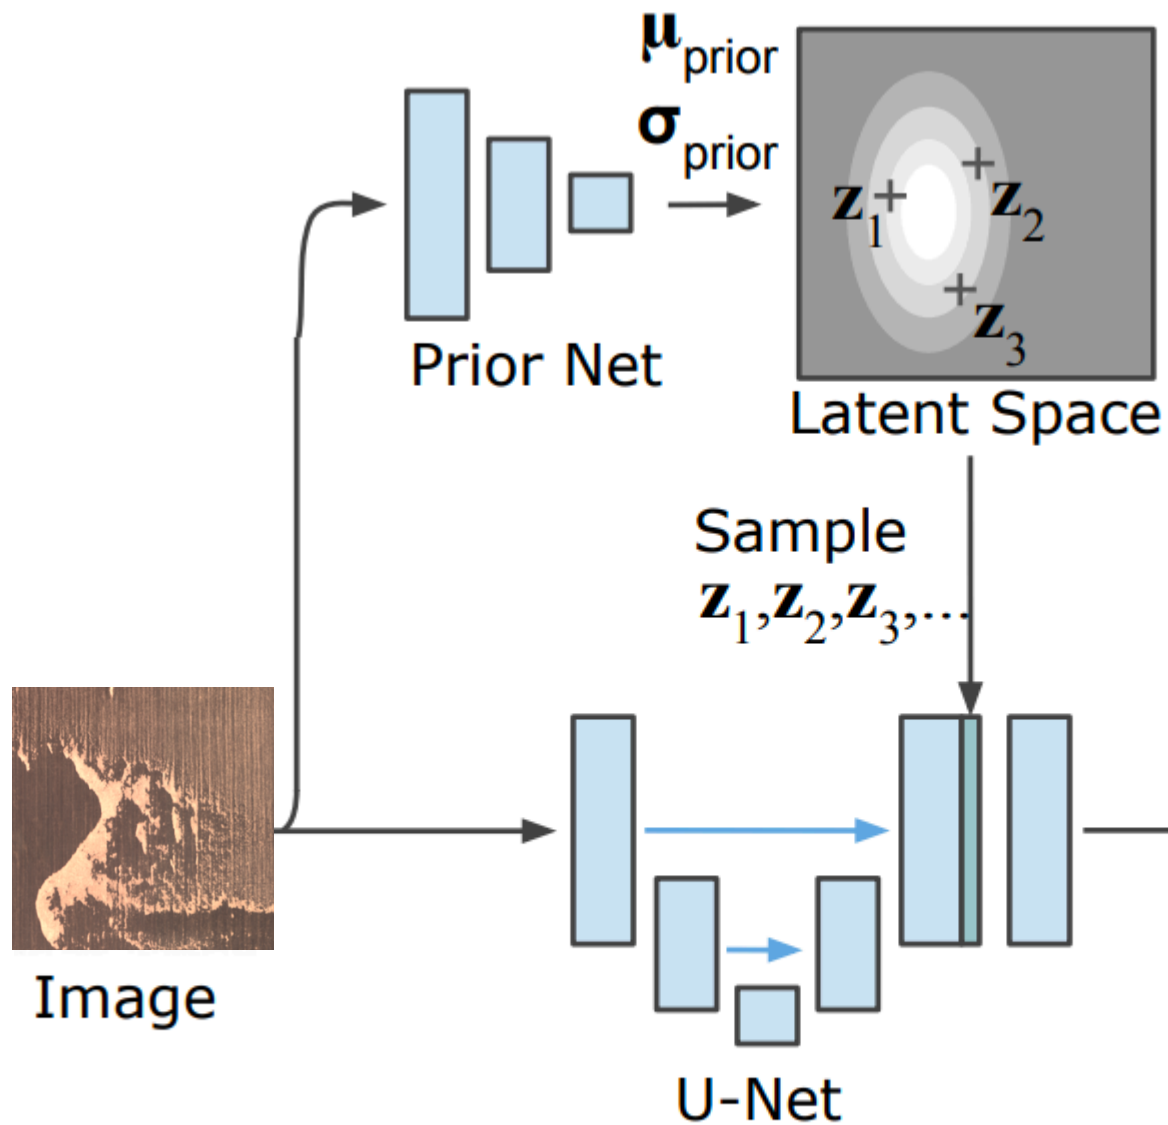 μprior
σprior
z1
z2
z3
Prior Net
Latent Space
Sample
z1,z2,z3,...
Image
U-Net